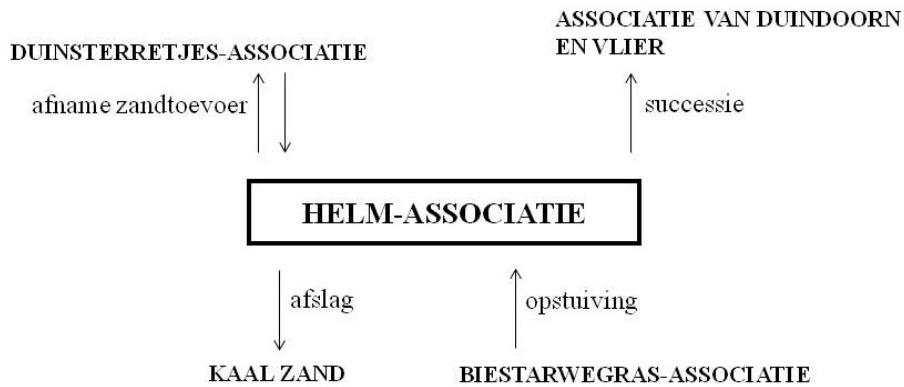 ASSOCIATIE VAN DUINDOORN
EN VLIER
DUINSTERRETJES-ASSOCIATIE
afname zandtoevoer
successie
HELM-ASSOCIATIE
afslag
opstuiving
KAAL ZAND
BIESTARWEGRAS-ASSOCIATIE